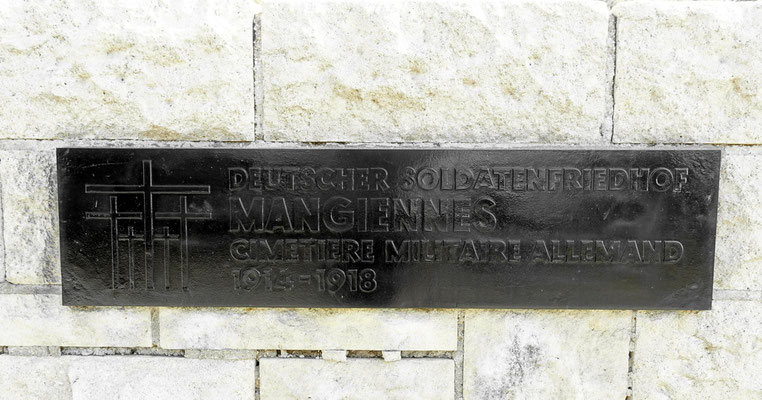 DEUTSCHER SOLDATENFRIEDHOF
MANGIENNES
CIMETIERE MILITAIRE ALLEMAND
1914-1918